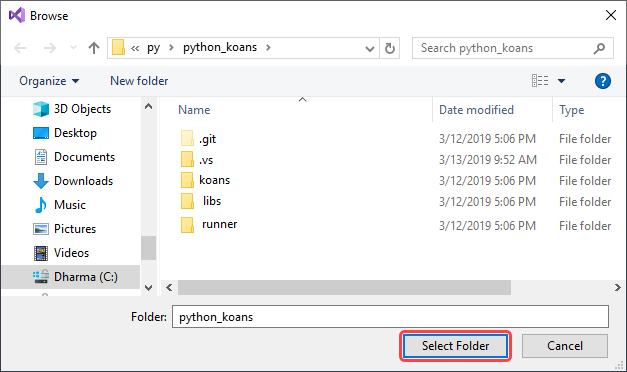 Browse
« py › python_koans ›
Search python_koans
Organize New folder
?
3D Objects
Desktop
Documents
Downloads
Music
Pictures
Videos
Dharma (C:)
Name Date modified Type
.git 3/12/2019 5:06 PM File folder
.vs 3/13/2019 9:52 AM File folder
koans 3/12/2019 5:06 PM File folder
libs 3/12/2019 5:06 PM File folder
runner 3/12/2019 5:06 PM File folder
Folder: python_koans
Select Folder Cancel